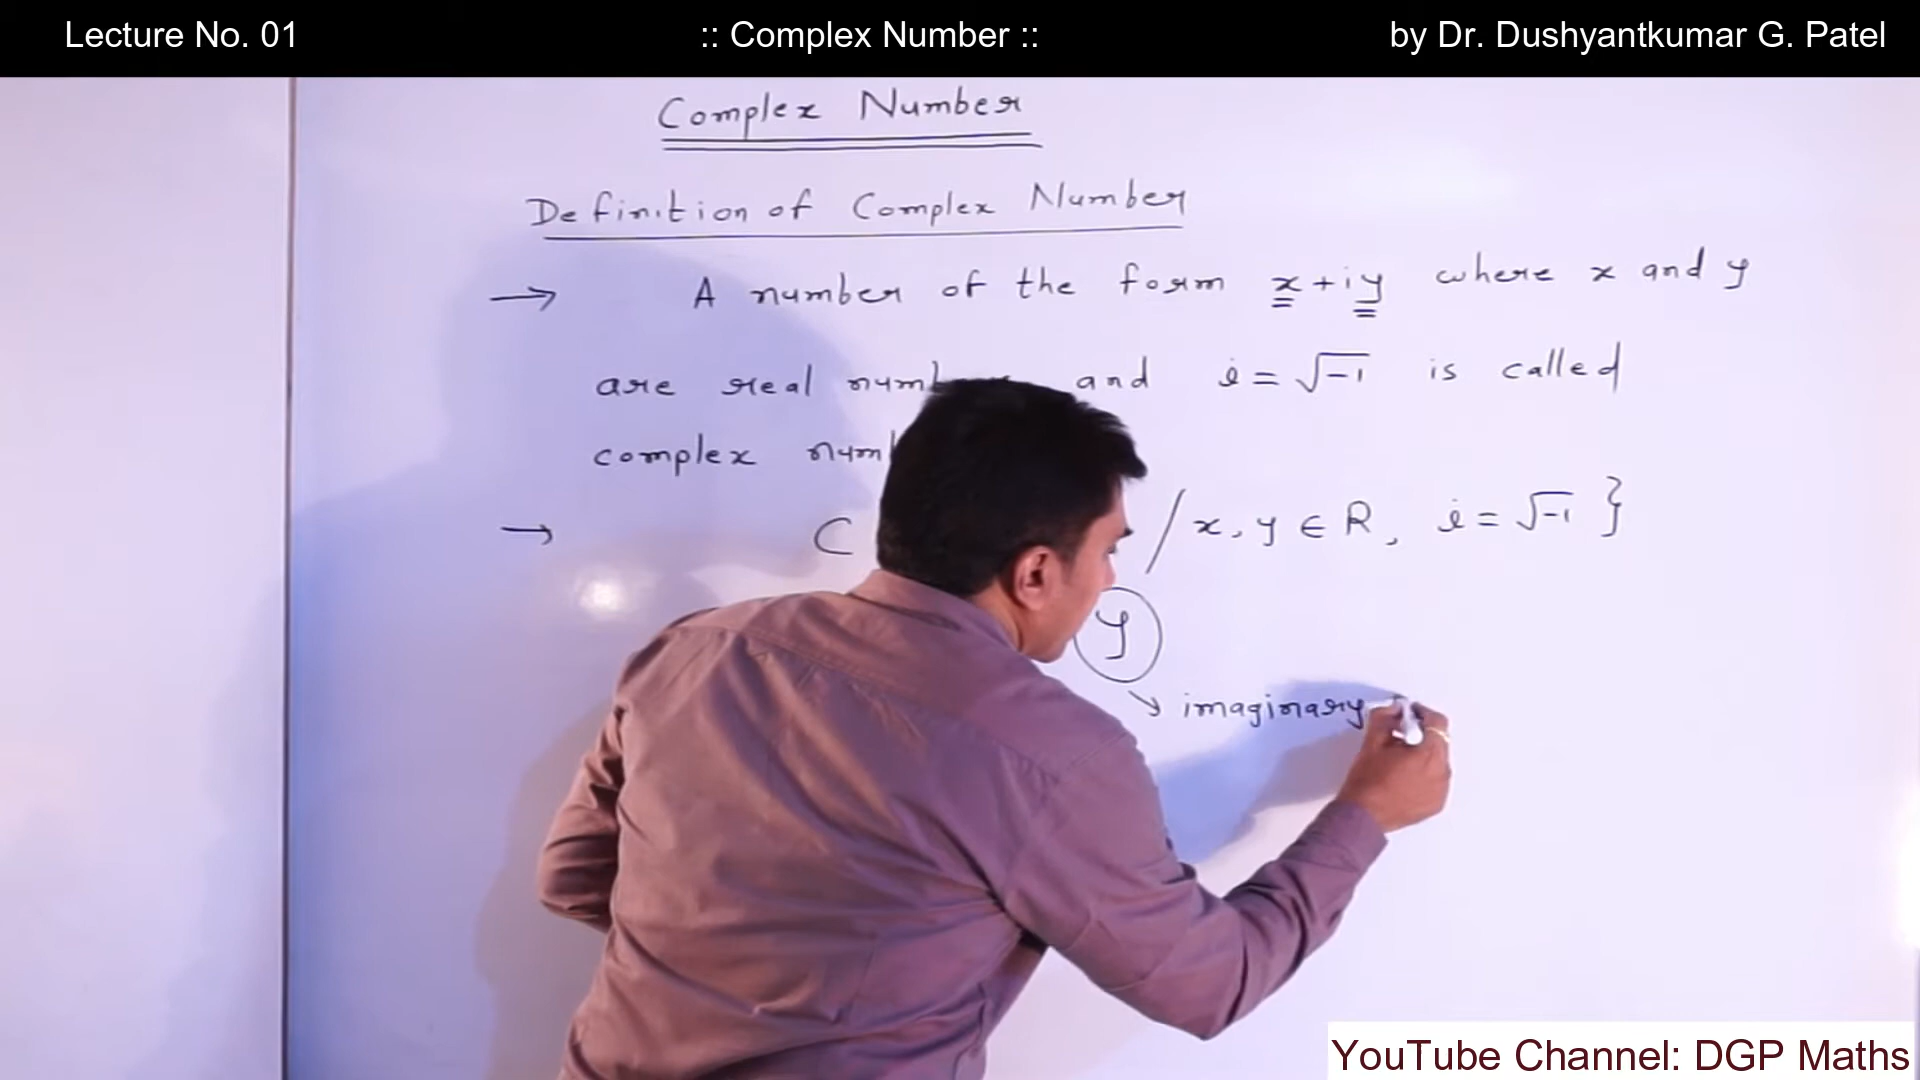 Lecture No. 01 :: Complex Number :: by Dr. Dushyantkumar G. Patel
Complex Number
Definition of Complex Number
→ A number of the form x+iy where x and y
are real and i = √-1 is called
complex
→ C / x, y ∈ R, i = √-1 }
y
↘ imaginary
YouTube Channel: DGP Maths